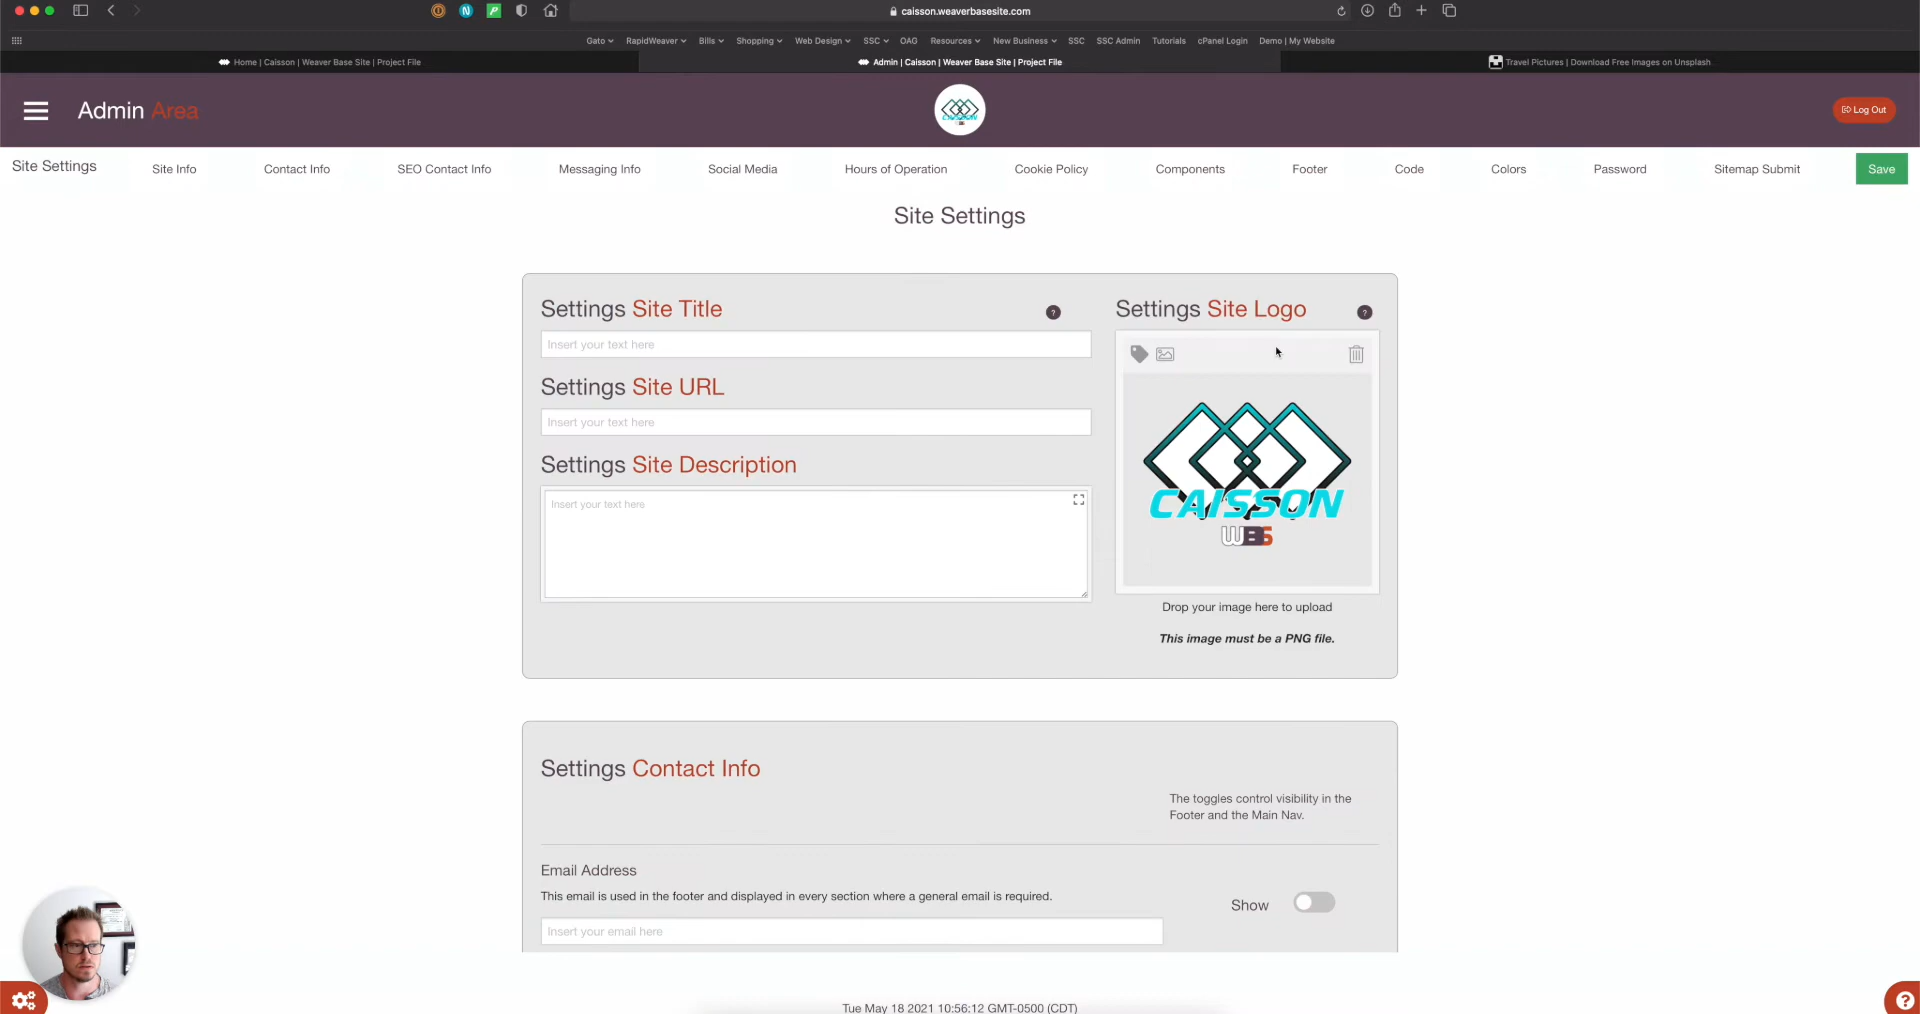 caisson.weaverbasesite.com
Gato RapidWeaver Bills Shopping Web Design SSC OAG Resources New Business SSC SSC Admin Tutorials cPanel Login Demo | My Website
Home | Caisson | Weaver Base Site | Project File
Admin | Caisson | Weaver Base Site | Project File
Travel Pictures | Download Free Images on Unsplash
Admin Area
Log Out
Site Settings
Site Info
Contact Info
SEO Contact Info
Messaging Info
Social Media
Hours of Operation
Cookie Policy
Components
Footer
Code
Colors
Password
Sitemap Submit
Save
Site Settings
Settings Site Title
?
Insert your text here
Settings Site URL
Insert your text here
Settings Site Description
Insert your text here
Settings Site Logo
?
CAISSON
WBS
Drop your image here to upload
This image must be a PNG file.
Settings Contact Info
The toggles control visibility in the
Footer and the Main Nav.
Email Address
This email is used in the footer and displayed in every section where a general email is required.
Show
Insert your email here
Tue May 18 2021 10:56:12 GMT-0500 (CDT)
?